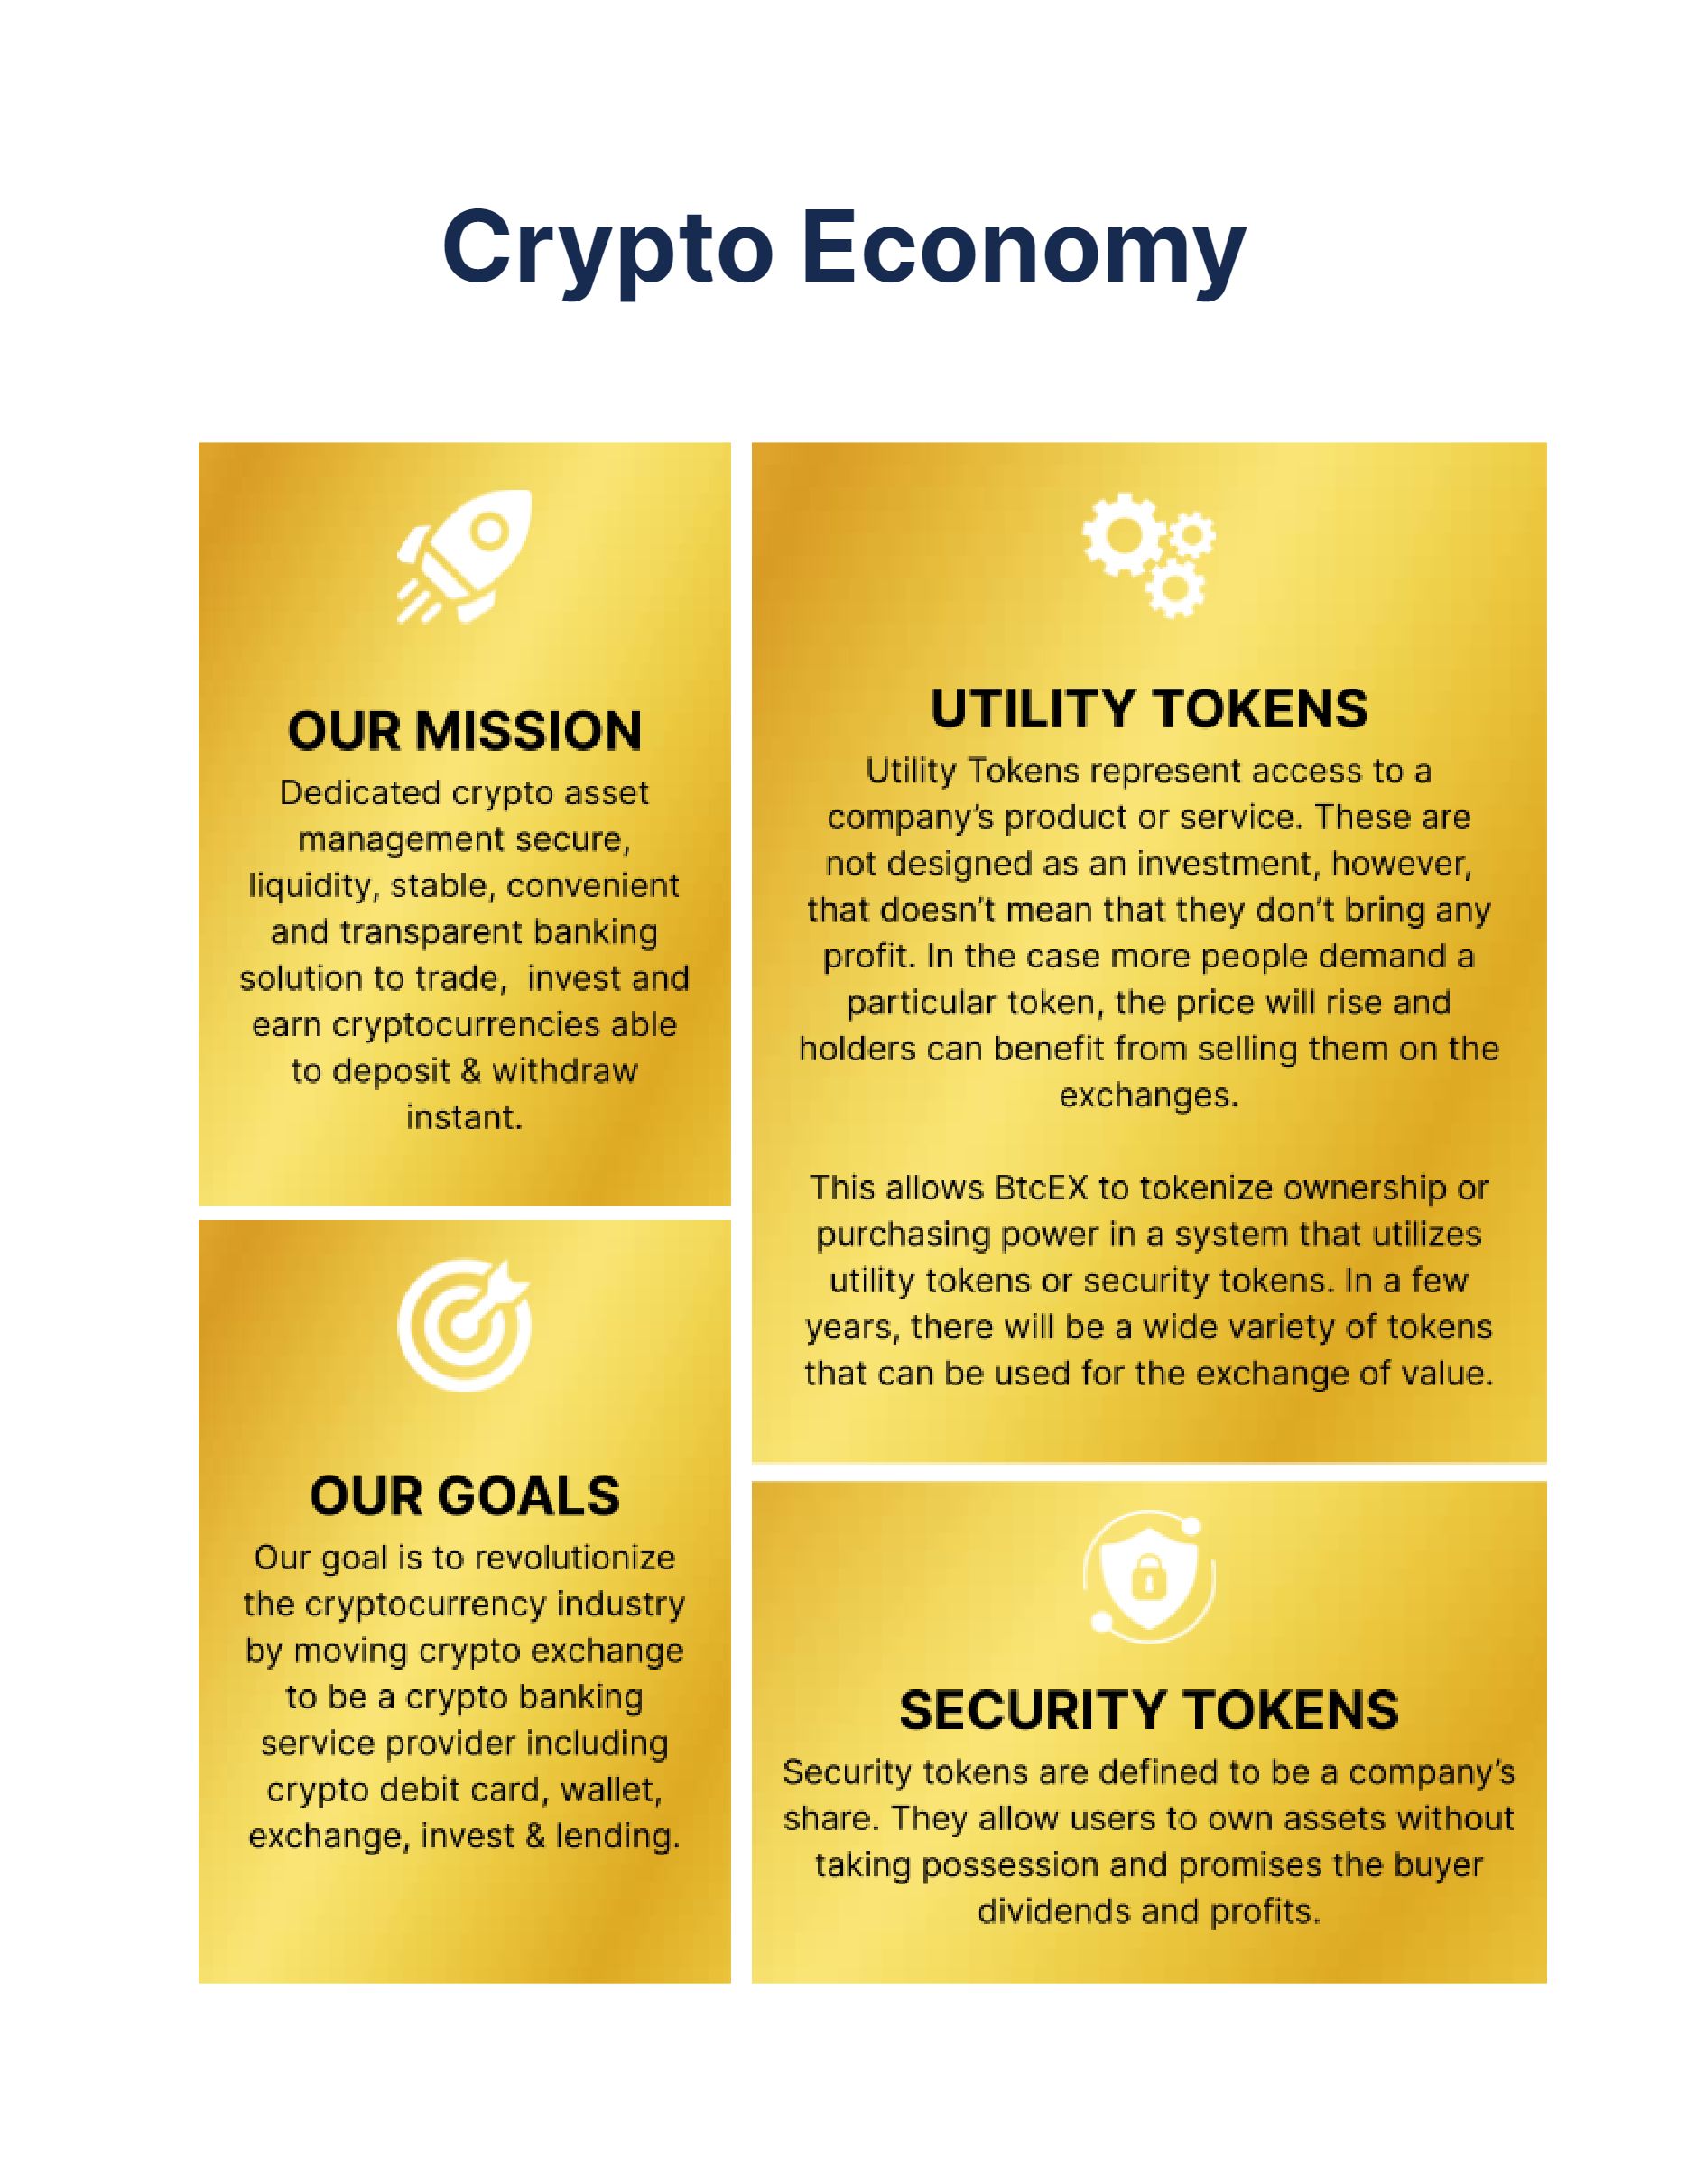 Crypto Economy
OUR MISSION
Dedicated crypto asset
management secure,
liquidity, stable, convenient
and transparent banking
solution to trade,  invest and
earn cryptocurrencies able
to deposit & withdraw
instant.
OUR GOALS
Our goal is to revolutionize
the cryptocurrency industry
by moving crypto exchange
to be a crypto banking
service provider including
crypto debit card, wallet,
exchange, invest & lending.
UTILITY TOKENS
Utility Tokens represent access to a
company’s product or service. These are
not designed as an investment, however,
that doesn’t mean that they don’t bring any
profit. In the case more people demand a
particular token, the price will rise and
holders can benefit from selling them on the
exchanges.
This allows BtcEX to tokenize ownership or
purchasing power in a system that utilizes
utility tokens or security tokens. In a few
years, there will be a wide variety of tokens
that can be used for the exchange of value.
SECURITY TOKENS
Security tokens are defined to be a company’s
share. They allow users to own assets without
taking possession and promises the buyer
dividends and profits.